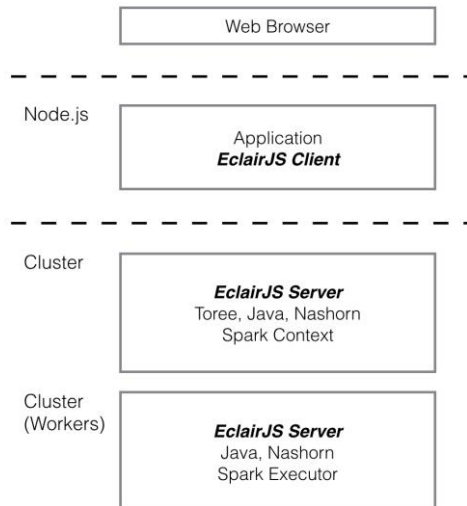 Web Browser
Node.js
Application
EclairJS Client
Cluster
EclairJS Server
Toree, Java, Nashorn
Spark Context
Cluster
(Workers)
EclairJS Server
Java, Nashorn
Spark Executor